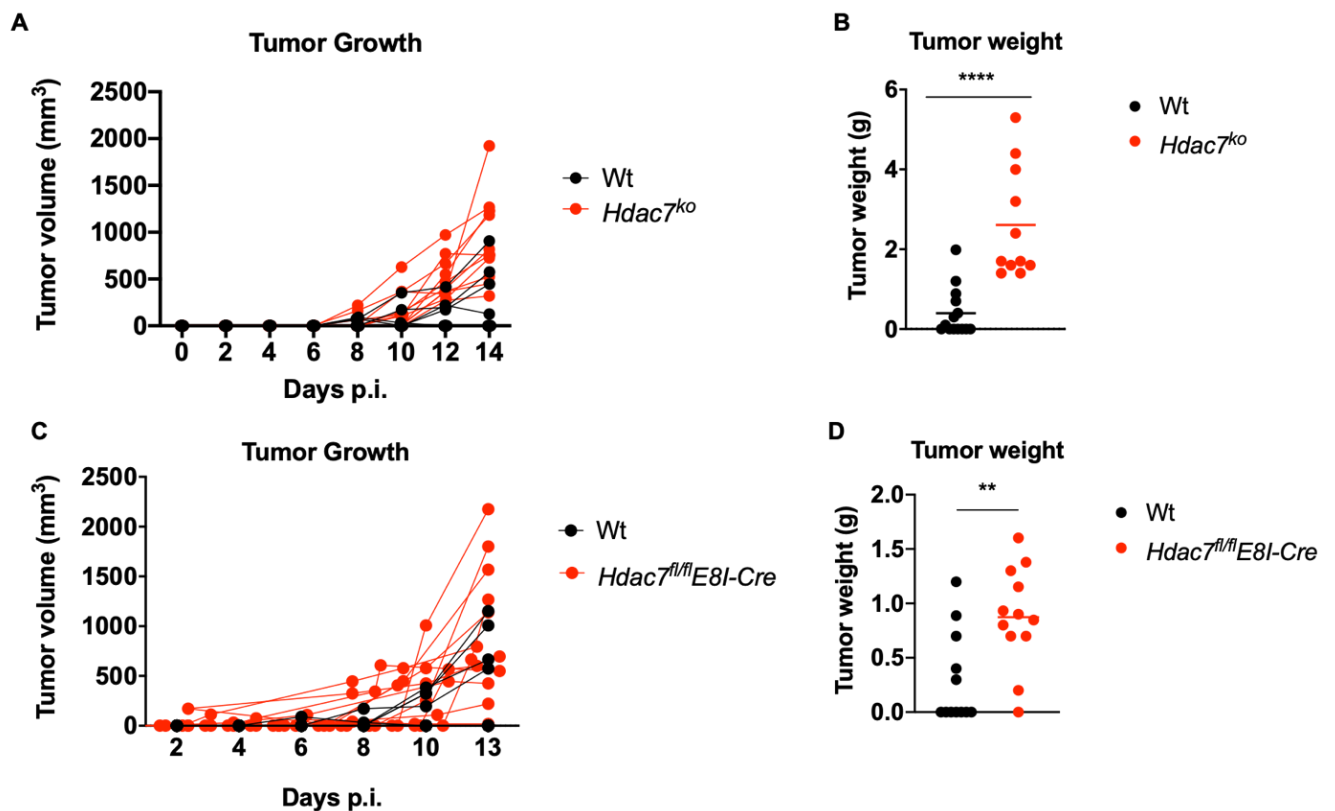 A
Tumor Growth
Tumor volume (mm³)
2500
2000
1500
1000
500
0
0 2 4 6 8 10 12 14
Days p.i.
Wt
Hdac7ᵏᵒ
B
Tumor weight
****
Tumor weight (g)
6
4
2
0
Wt
Hdac7ᵏᵒ
C
Tumor Growth
Tumor volume (mm³)
2500
2000
1500
1000
500
0
2 4 6 8 10 13
Days p.i.
Wt
Hdac7ᶠˡ/ᶠˡE8I-Cre
D
Tumor weight
**
Tumor weight (g)
2.0
1.5
1.0
0.5
0.0
Wt
Hdac7ᶠˡ/ᶠˡE8I-Cre